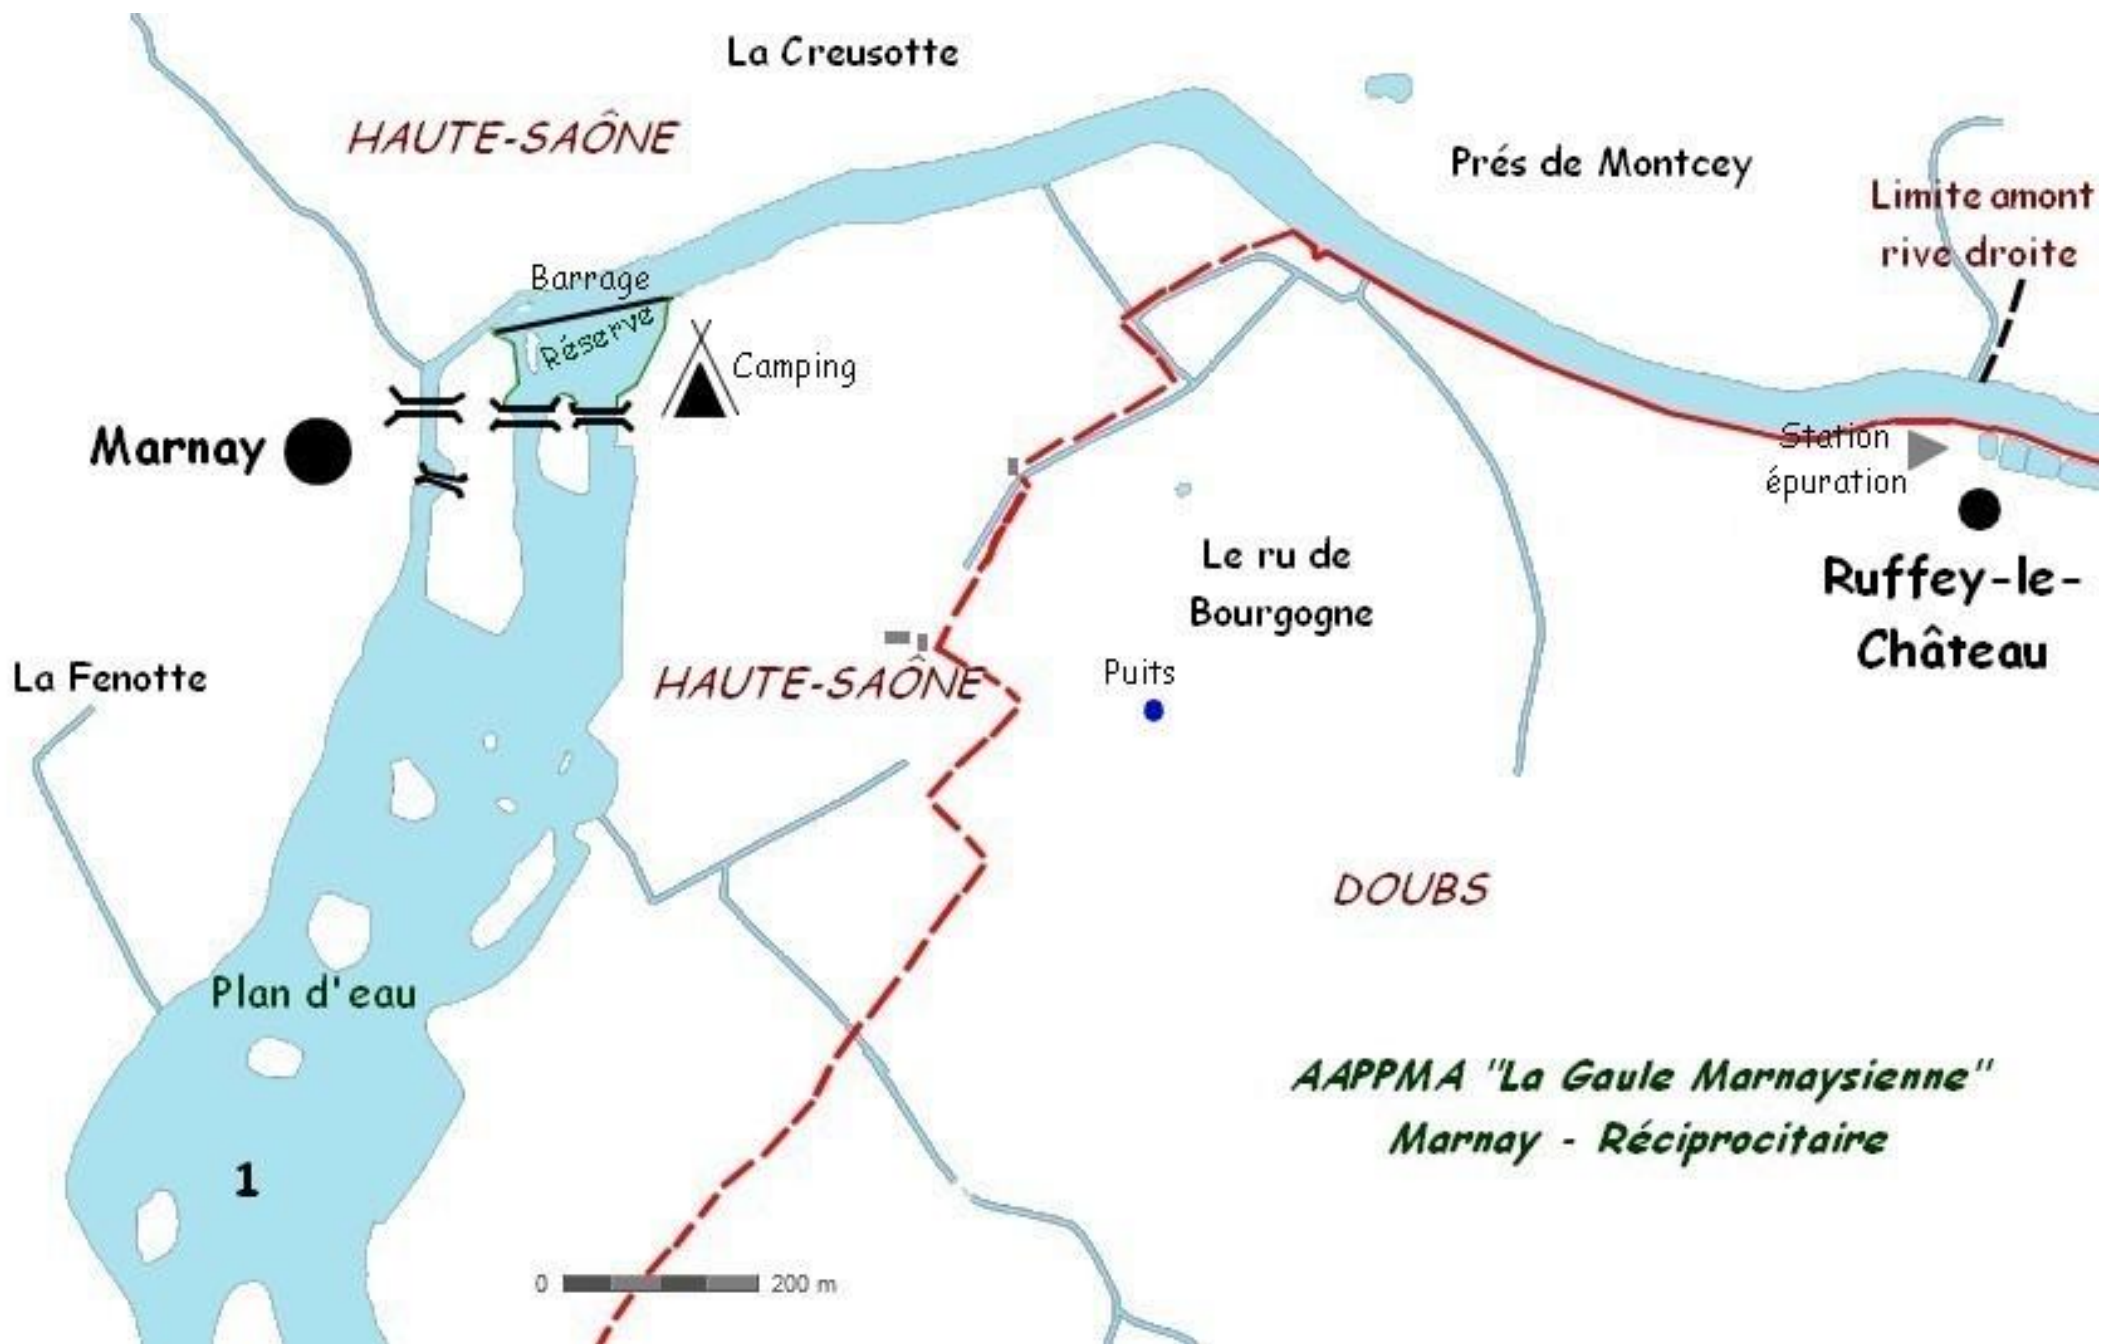 La Creusotte
HAUTE-SAÔNE
Prés de Montcey
Limite amont
rive droite
Barrage
Réserve
Camping
Marnay
Station
épuration
Ruffey-le-
Château
Le ru de
Bourgogne
La Fenotte
HAUTE-SAÔNE
Puits
DOUBS
Plan d'eau
AAPPMA "La Gaule Marnaysienne"
Marnay - Réciprocitaire
1
0 200 m